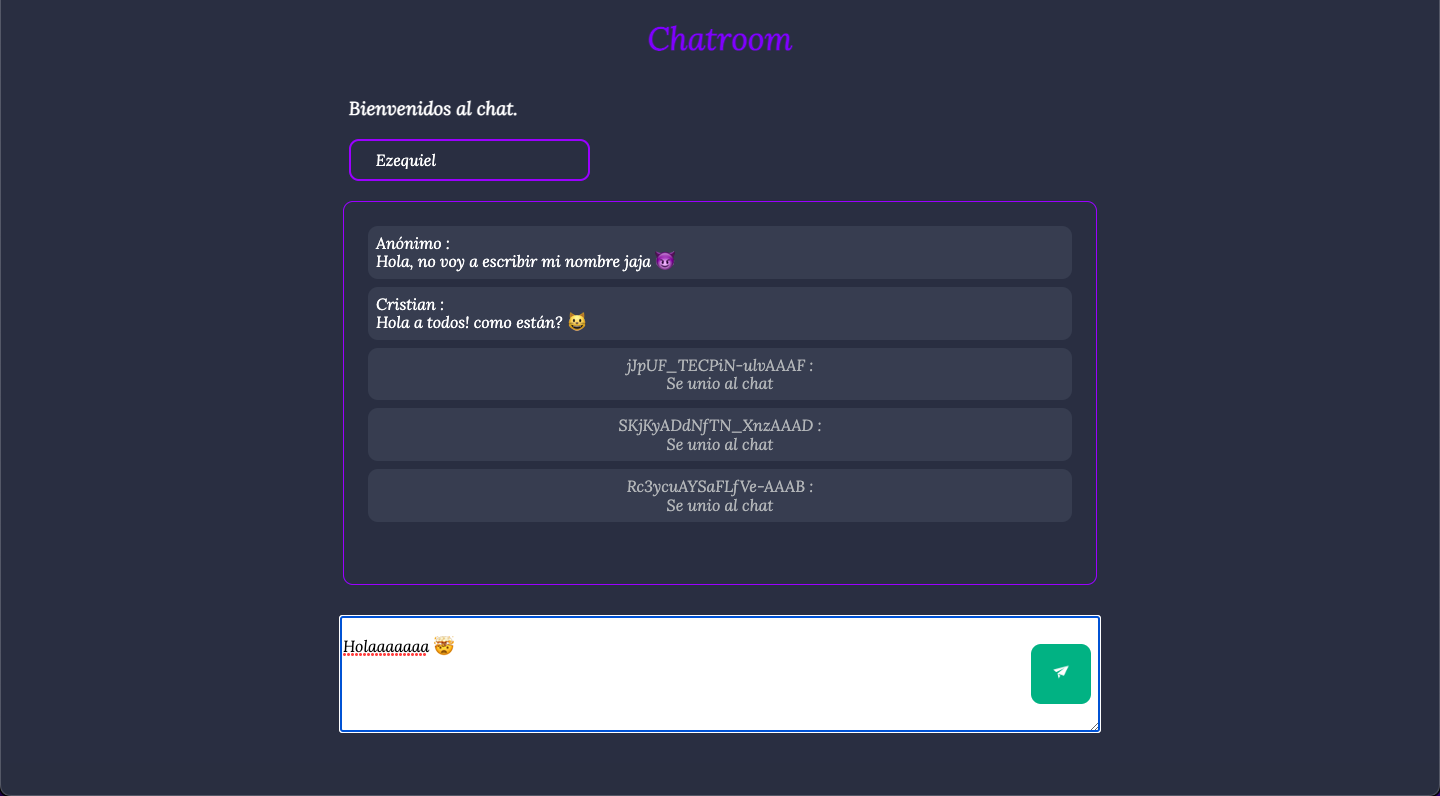 Chatroom
Bienvenidos al chat.
Ezequiel
Anónimo :
Hola, no voy a escribir mi nombre jaja 😈
Cristian :
Hola a todos! como están? 😺
jJpUF_TECPiN-ulvAAAF :
Se unio al chat
SKjKyADdNfTN_XnzAAAD :
Se unio al chat
Rc3ycuAYSaFLfVe-AAAB :
Se unio al chat
Holaaaaaaa 🤯